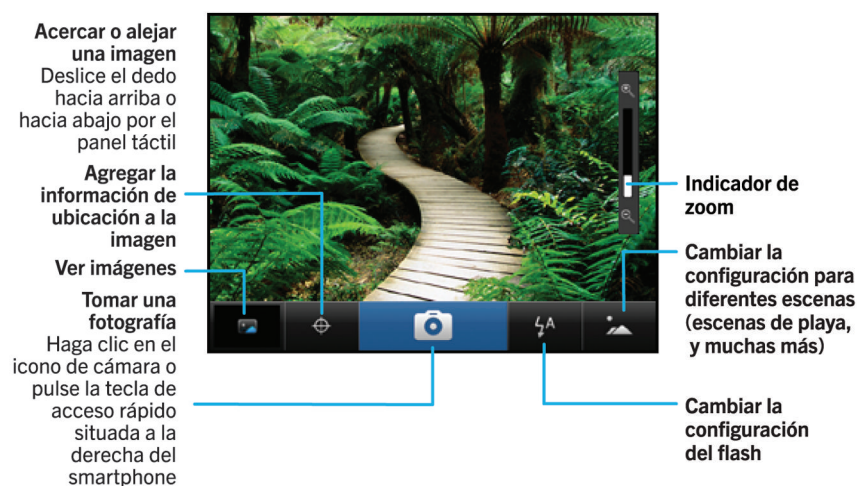 Acercar o alejar
una imagen
Deslice el dedo
hacia arriba o
hacia abajo por el
panel táctil
Agregar la
información de
ubicación a la
imagen
Ver imágenes
Tomar una
fotografía
Haga clic en el
icono de cámara o
pulse la tecla de
acceso rápido
situada a la
derecha del
smartphone
Indicador de
zoom
Cambiar la
configuración para
diferentes escenas
(escenas de playa,
y muchas más)
Cambiar la
configuración
del flash
A